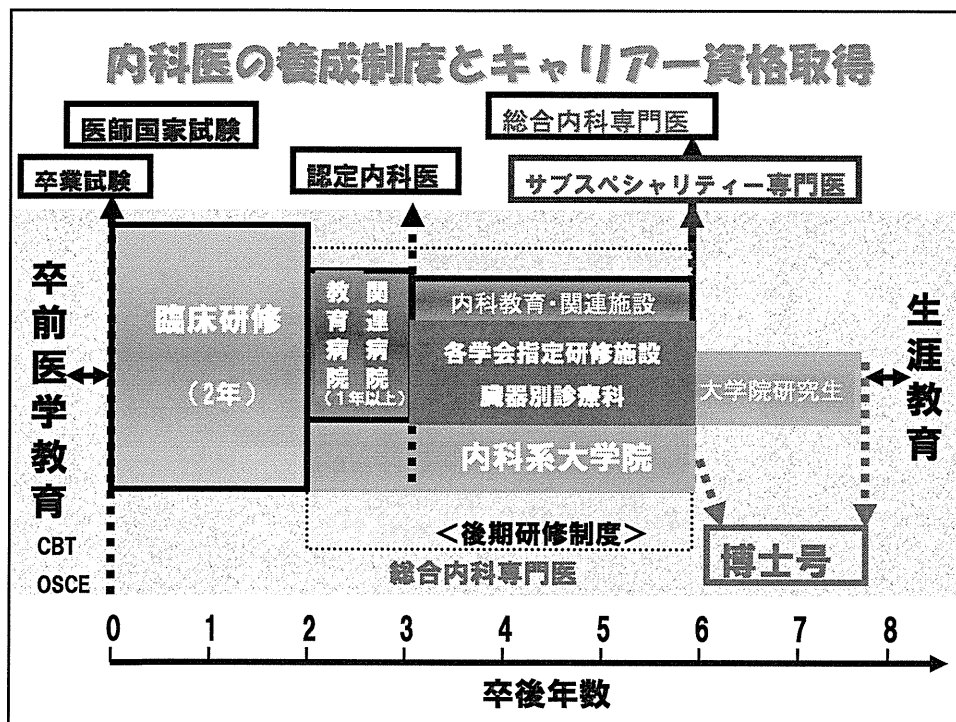 内科医の養成制度とキャリアー資格取得
医師国家試験
総合内科専門医
卒業試験
認定内科医
サブスペシャリティー専門医
卒前医学教育
CBT
OSCE
臨床研修
（2年）
関連病院
教育病院
（1年以上）
内科教育・関連施設
各学会指定研修施設
臓器別診療科
内科系大学院
大学院研究生
生涯教育
＜後期研修制度＞
総合内科専門医
博士号
0 1 2 3 4 5 6 7 8
卒後年数